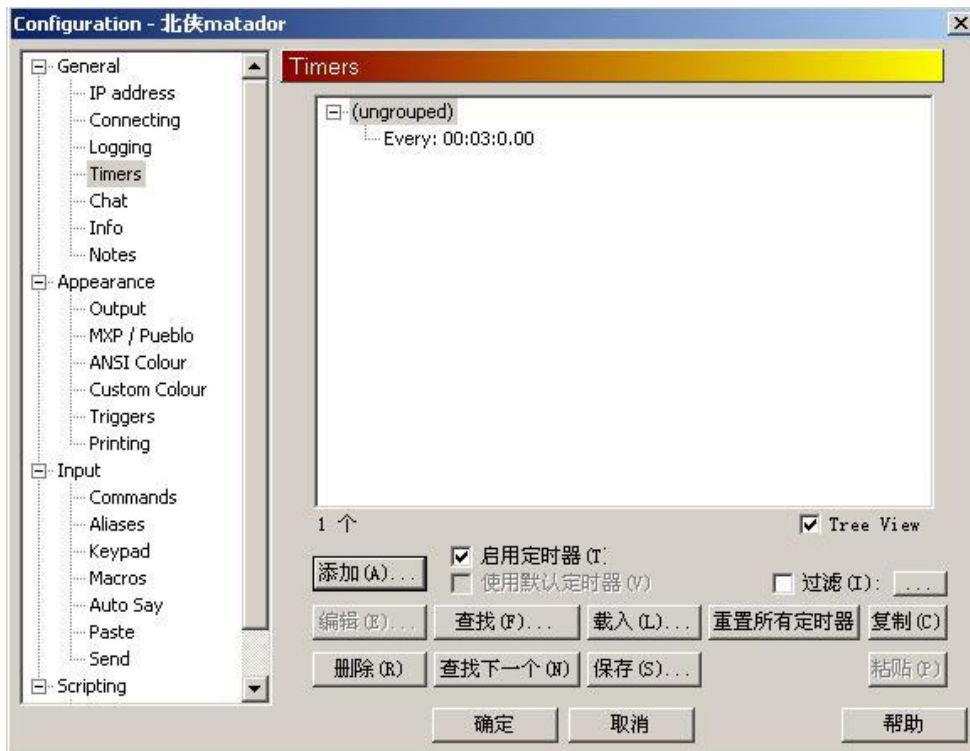 Configuration - 北侠matador
General
IP address
Connecting
Logging
Timers
Chat
Info
Notes
Appearance
Output
MXP / Pueblo
ANSI Colour
Custom Colour
Triggers
Printing
Input
Commands
Aliases
Keypad
Macros
Auto Say
Paste
Send
Scripting
Timers
(ungrouped)
Every: 00:03:0.00
1 个
Tree View
添加(A)...
启用定时器(T)
使用默认定时器(V)
过滤(I):
...
编辑(E)...
查找(F)...
载入(L)...
重置所有定时器
复制(C)
删除(R)
查找下一个(N)
保存(S)...
粘贴(P)
确定
取消
帮助